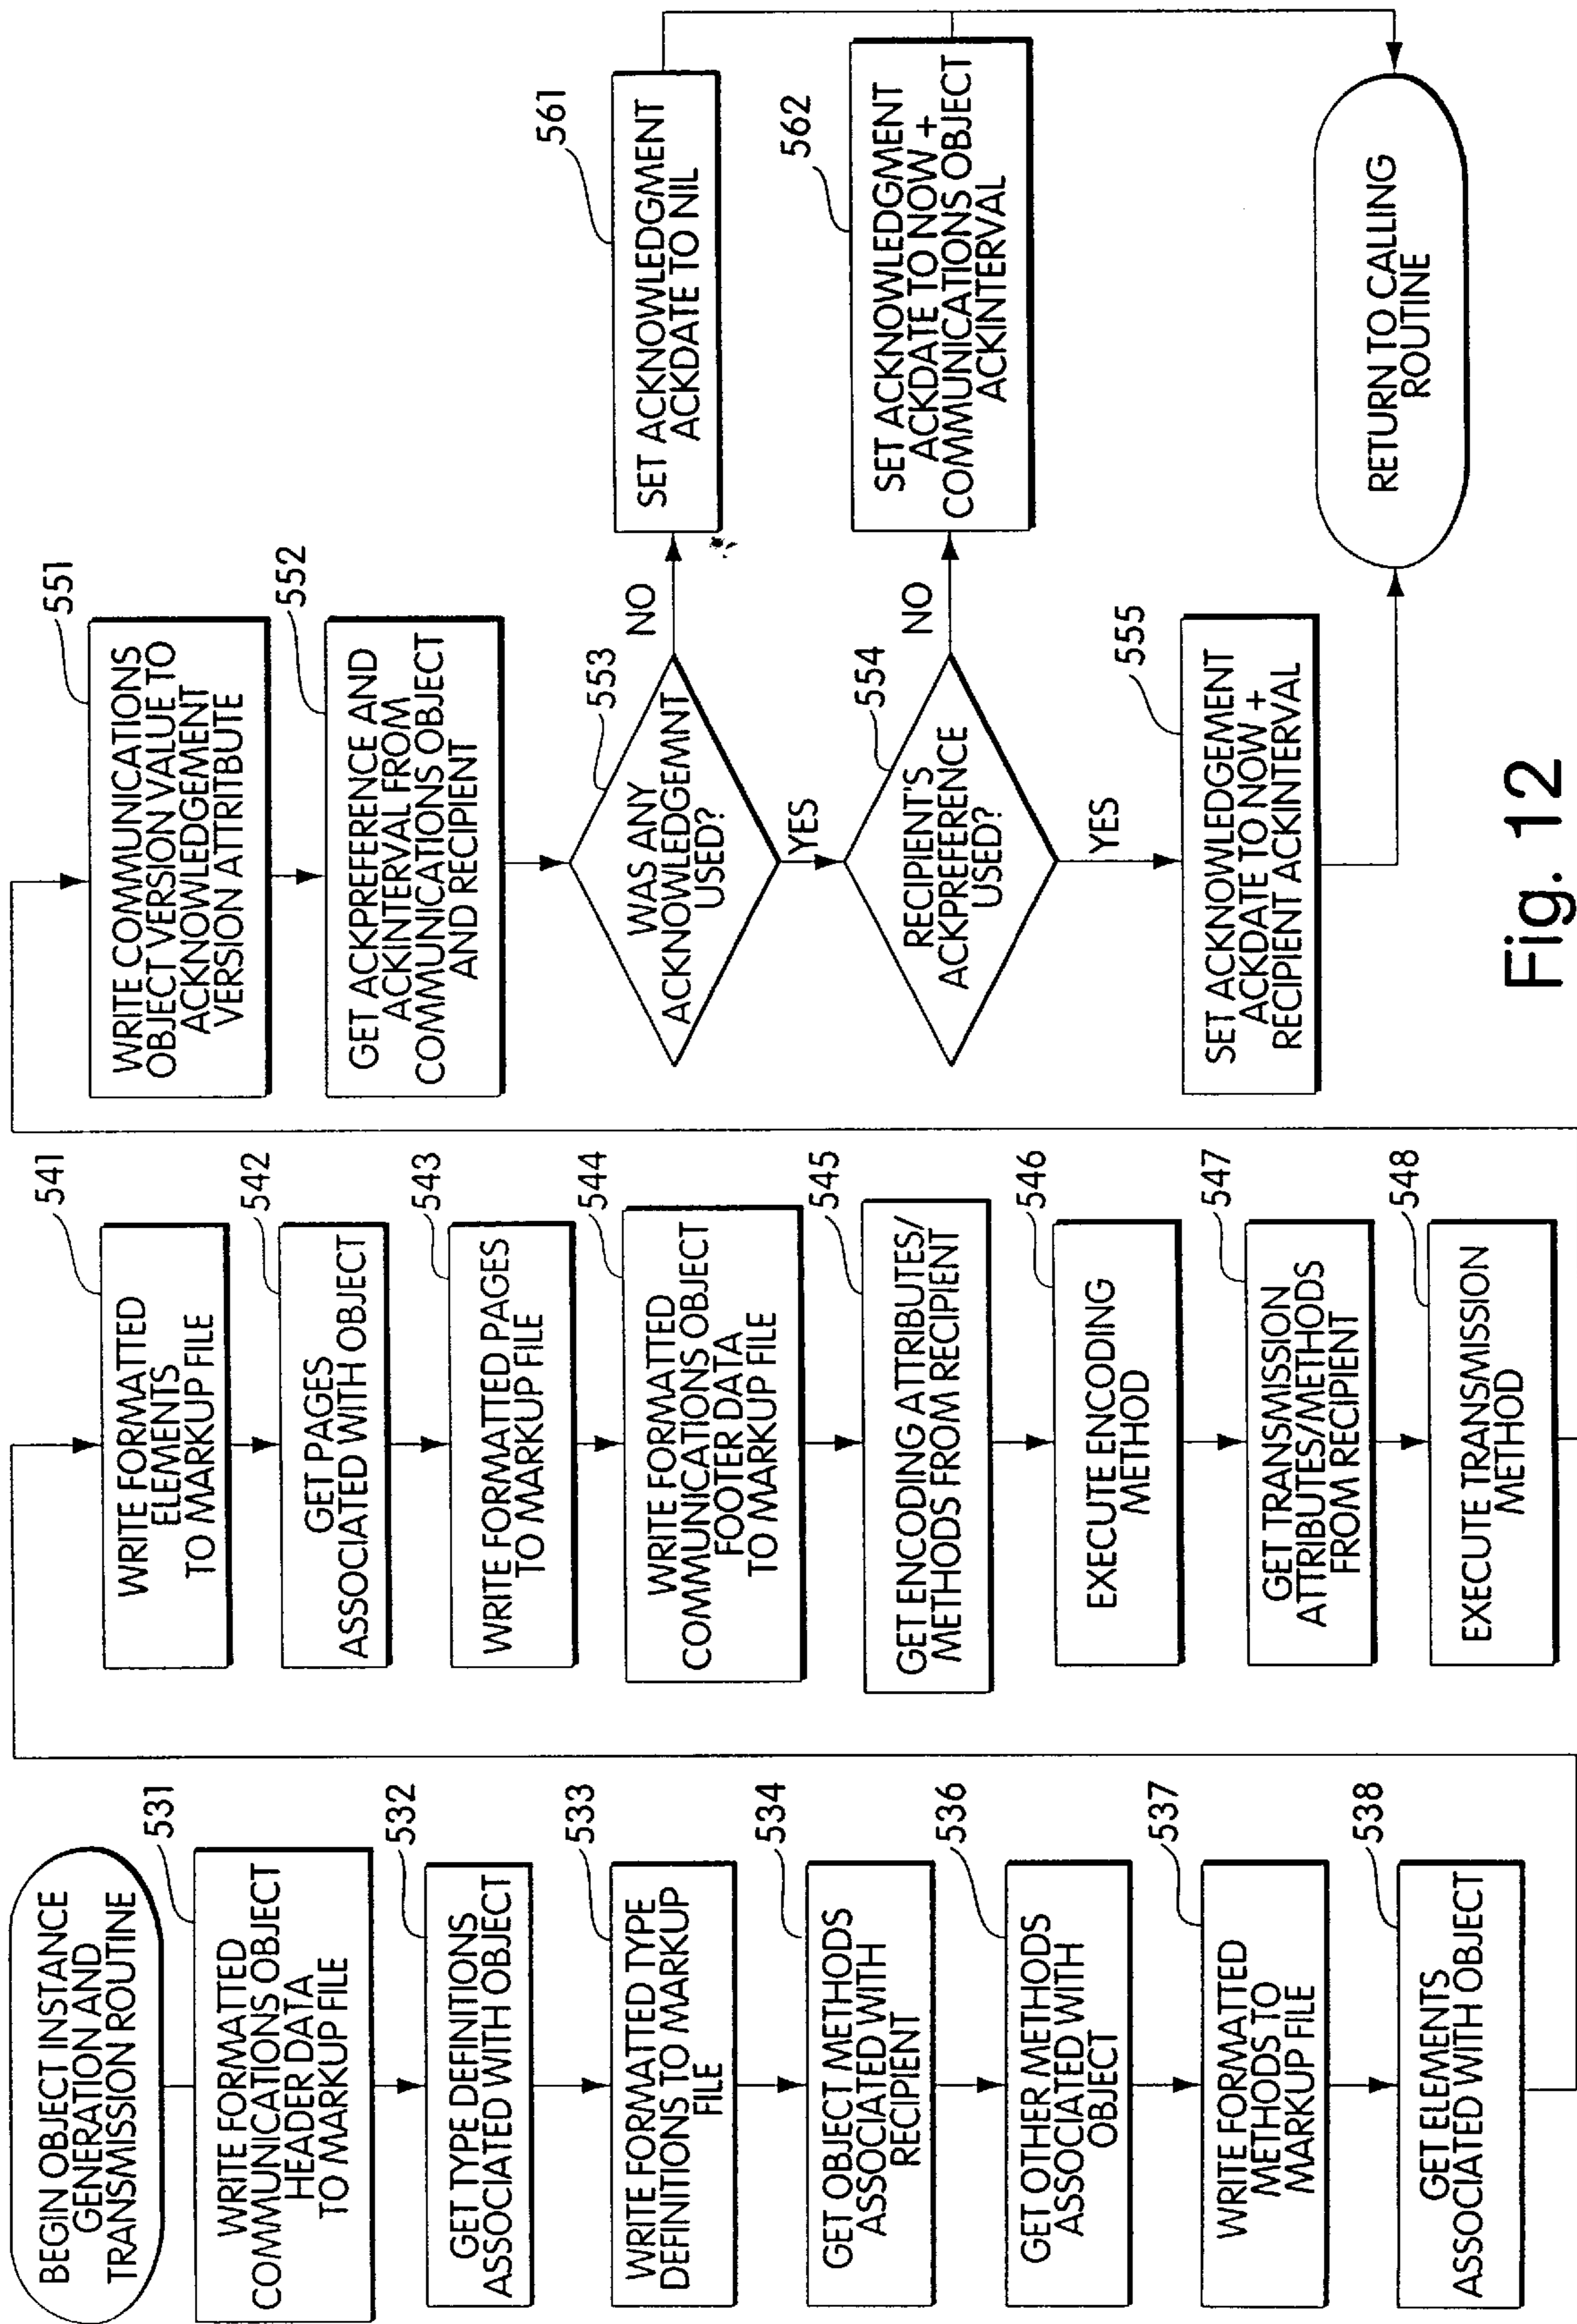 BEGIN OBJECT INSTANCE
GENERATION AND
TRANSMISSION ROUTINE
531
WRITE FORMATTED
COMMUNICATIONS OBJECT
HEADER DATA
TO MARKUP FILE
532
GET TYPE DEFINITIONS
ASSOCIATED WITH OBJECT
533
WRITE FORMATTED TYPE
DEFINITIONS TO MARKUP
FILE
534
GET OBJECT METHODS
ASSOCIATED WITH
RECIPIENT
536
GET OTHER METHODS
ASSOCIATED WITH
OBJECT
537
WRITE FORMATTED
METHODS TO
MARKUP FILE
538
GET ELEMENTS
ASSOCIATED WITH OBJECT
541
WRITE FORMATTED
ELEMENTS
TO MARKUP FILE
542
GET PAGES
ASSOCIATED WITH OBJECT
543
WRITE FORMATTED PAGES
TO MARKUP FILE
544
WRITE FORMATTED
COMMUNICATIONS OBJECT
FOOTER DATA
TO MARKUP FILE
545
GET ENCODING ATTRIBUTES/
METHODS FROM RECIPIENT
546
EXECUTE ENCODING
METHOD
547
GET TRANSMISSION
ATTRIBUTES/METHODS
FROM RECIPIENT
548
EXECUTE TRANSMISSION
METHOD
551
WRITE COMMUNICATIONS
OBJECT VERSION VALUE TO
ACKNOWLEDGEMENT
VERSION ATTRIBUTE
552
GET ACKPREFERENCE AND
ACKINTERVAL FROM
COMMUNICATIONS OBJECT
AND RECIPIENT
553
WAS ANY
ACKNOWLEDGEMNT
USED?
NO
YES
561
SET ACKNOWLEDGMENT
ACKDATE TO NIL
554
RECIPIENT'S
ACKPREFERENCE
USED?
NO
YES
562
SET ACKNOWLEDGMENT
ACKDATE TO NOW +
COMMUNICATIONS OBJECT
ACKINTERVAL
555
SET ACKNOWLEDGEMENT
ACKDATE TO NOW +
RECIPIENT ACKINTERVAL
RETURN TO CALLING
ROUTINE
Fig. 12